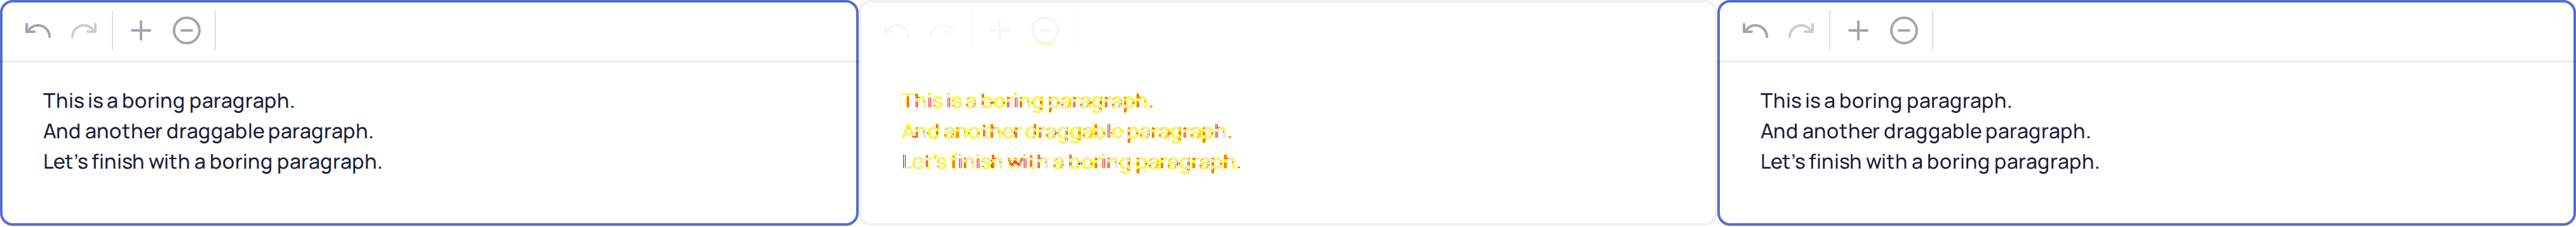 This is a boring paragraph.
And another draggable paragraph.
Let's finish with a boring paragraph.
This is a boring paragraph.
And another draggable paragraph.
Let's finish with a boring paragraph.
This is a boring paragraph.
And another draggable paragraph.
Let's finish with a boring paragraph.